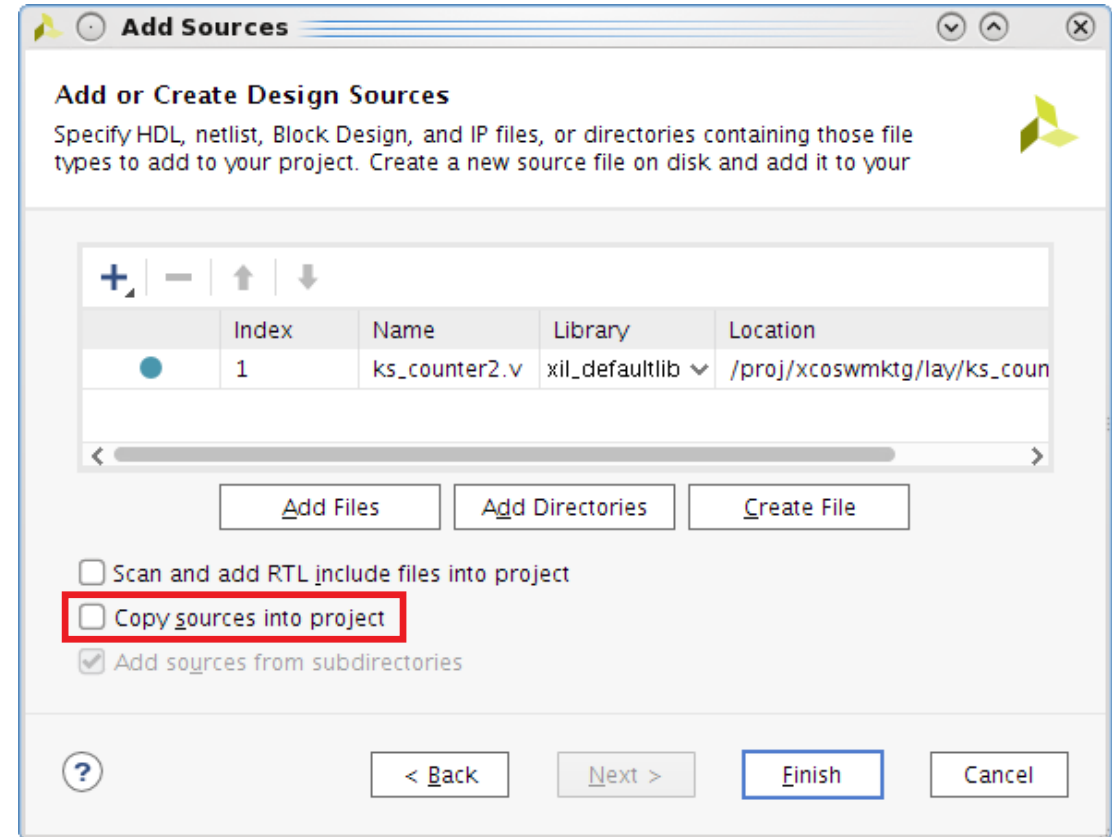 Add Sources
Add or Create Design Sources
Specify HDL, netlist, Block Design, and IP files, or directories containing those file
types to add to your project. Create a new source file on disk and add it to your
Index Name Library Location
1 ks_counter2.v xil_defaultlib /proj/xcoswmktg/lay/ks_coun
Add Files Add Directories Create File
Scan and add RTL include files into project
Copy sources into project
Add sources from subdirectories
? < Back Next > Finish Cancel